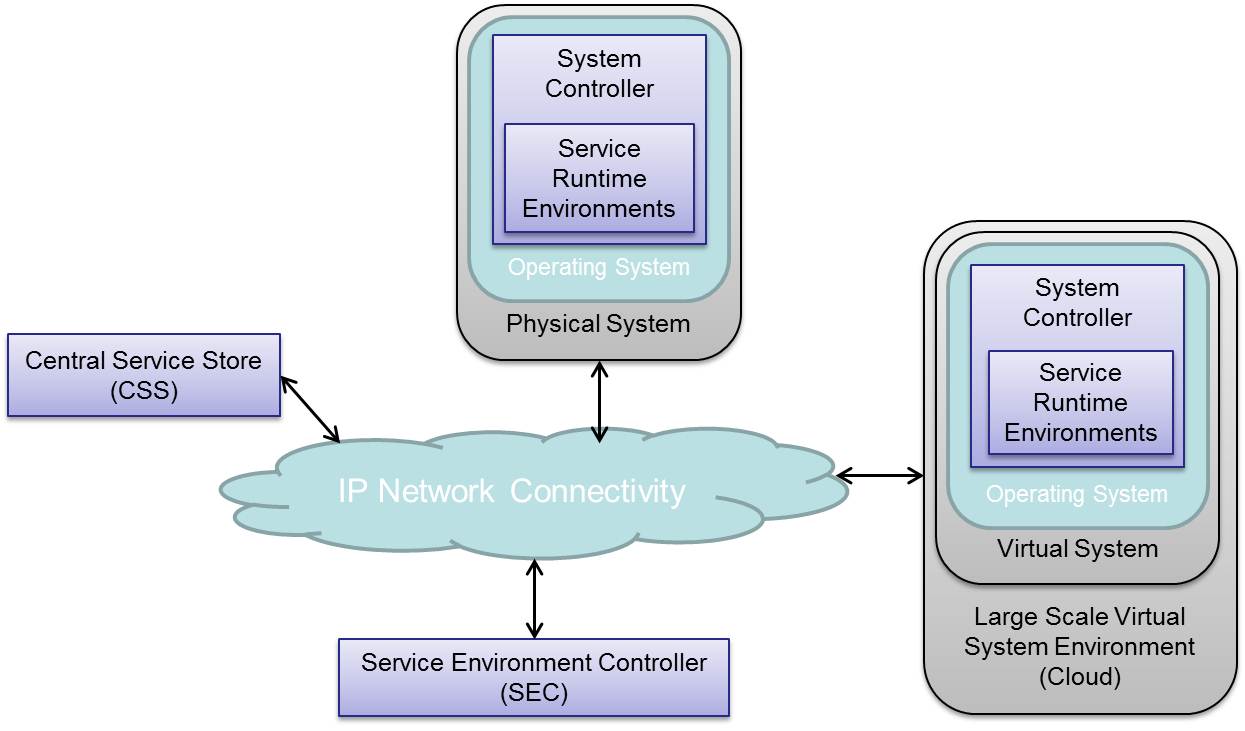 System
Controller
Service
Runtime
Environments
Operating System
Physical System
System
Controller
Service
Runtime
Environments
Operating System
Virtual System
Large Scale Virtual
System Environment
(Cloud)
Central Service Store
(CSS)
IP Network Connectivity
Service Environment Controller
(SEC)